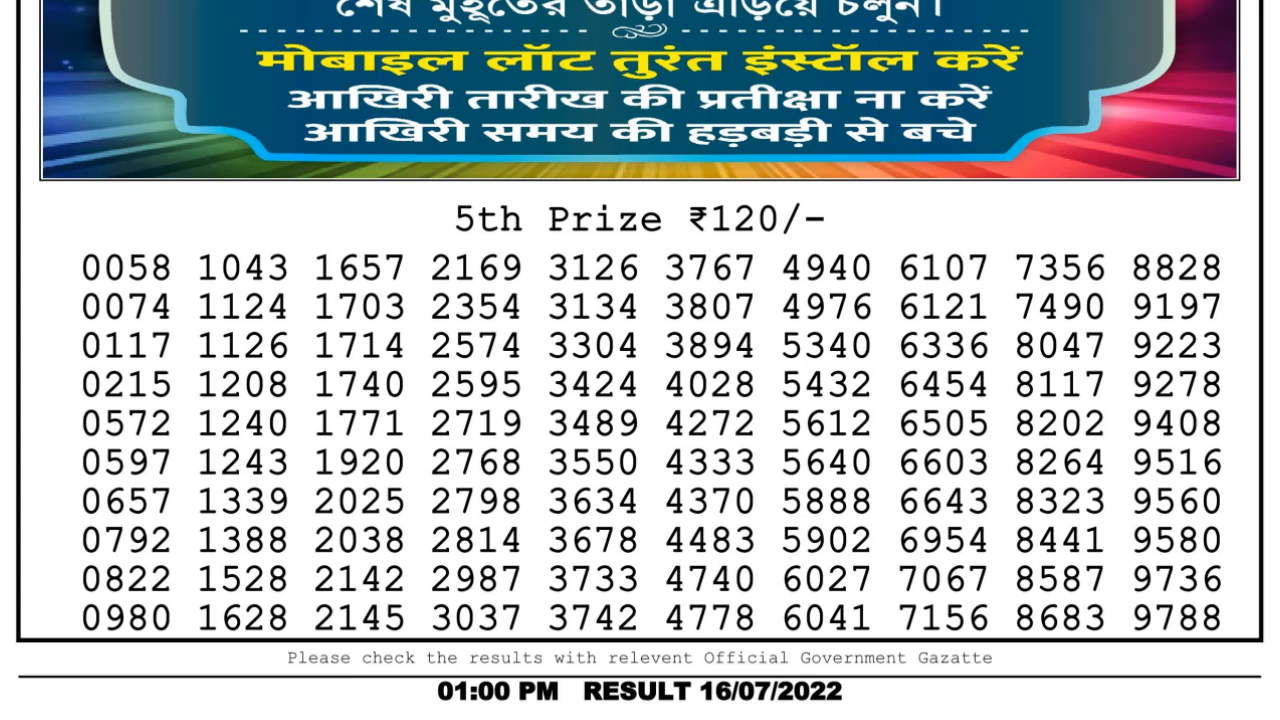 শেষ মুহূর্তের তাড়া এড়িয়ে চলুন।
मोबाइल लॉट तुरंत इंस्टॉल करें
आखिरी तारीख की प्रतीक्षा ना करें
आखिरी समय की हड़बड़ी से बचे
5th Prize ₹120/-
0058 1043 1657 2169 3126 3767 4940 6107 7356 8828
0074 1124 1703 2354 3134 3807 4976 6121 7490 9197
0117 1126 1714 2574 3304 3894 5340 6336 8047 9223
0215 1208 1740 2595 3424 4028 5432 6454 8117 9278
0572 1240 1771 2719 3489 4272 5612 6505 8202 9408
0597 1243 1920 2768 3550 4333 5640 6603 8264 9516
0657 1339 2025 2798 3634 4370 5888 6643 8323 9560
0792 1388 2038 2814 3678 4483 5902 6954 8441 9580
0822 1528 2142 2987 3733 4740 6027 7067 8587 9736
0980 1628 2145 3037 3742 4778 6041 7156 8683 9788
Please check the results with relevent Official Government Gazatte
01:00 PM RESULT 16/07/2022